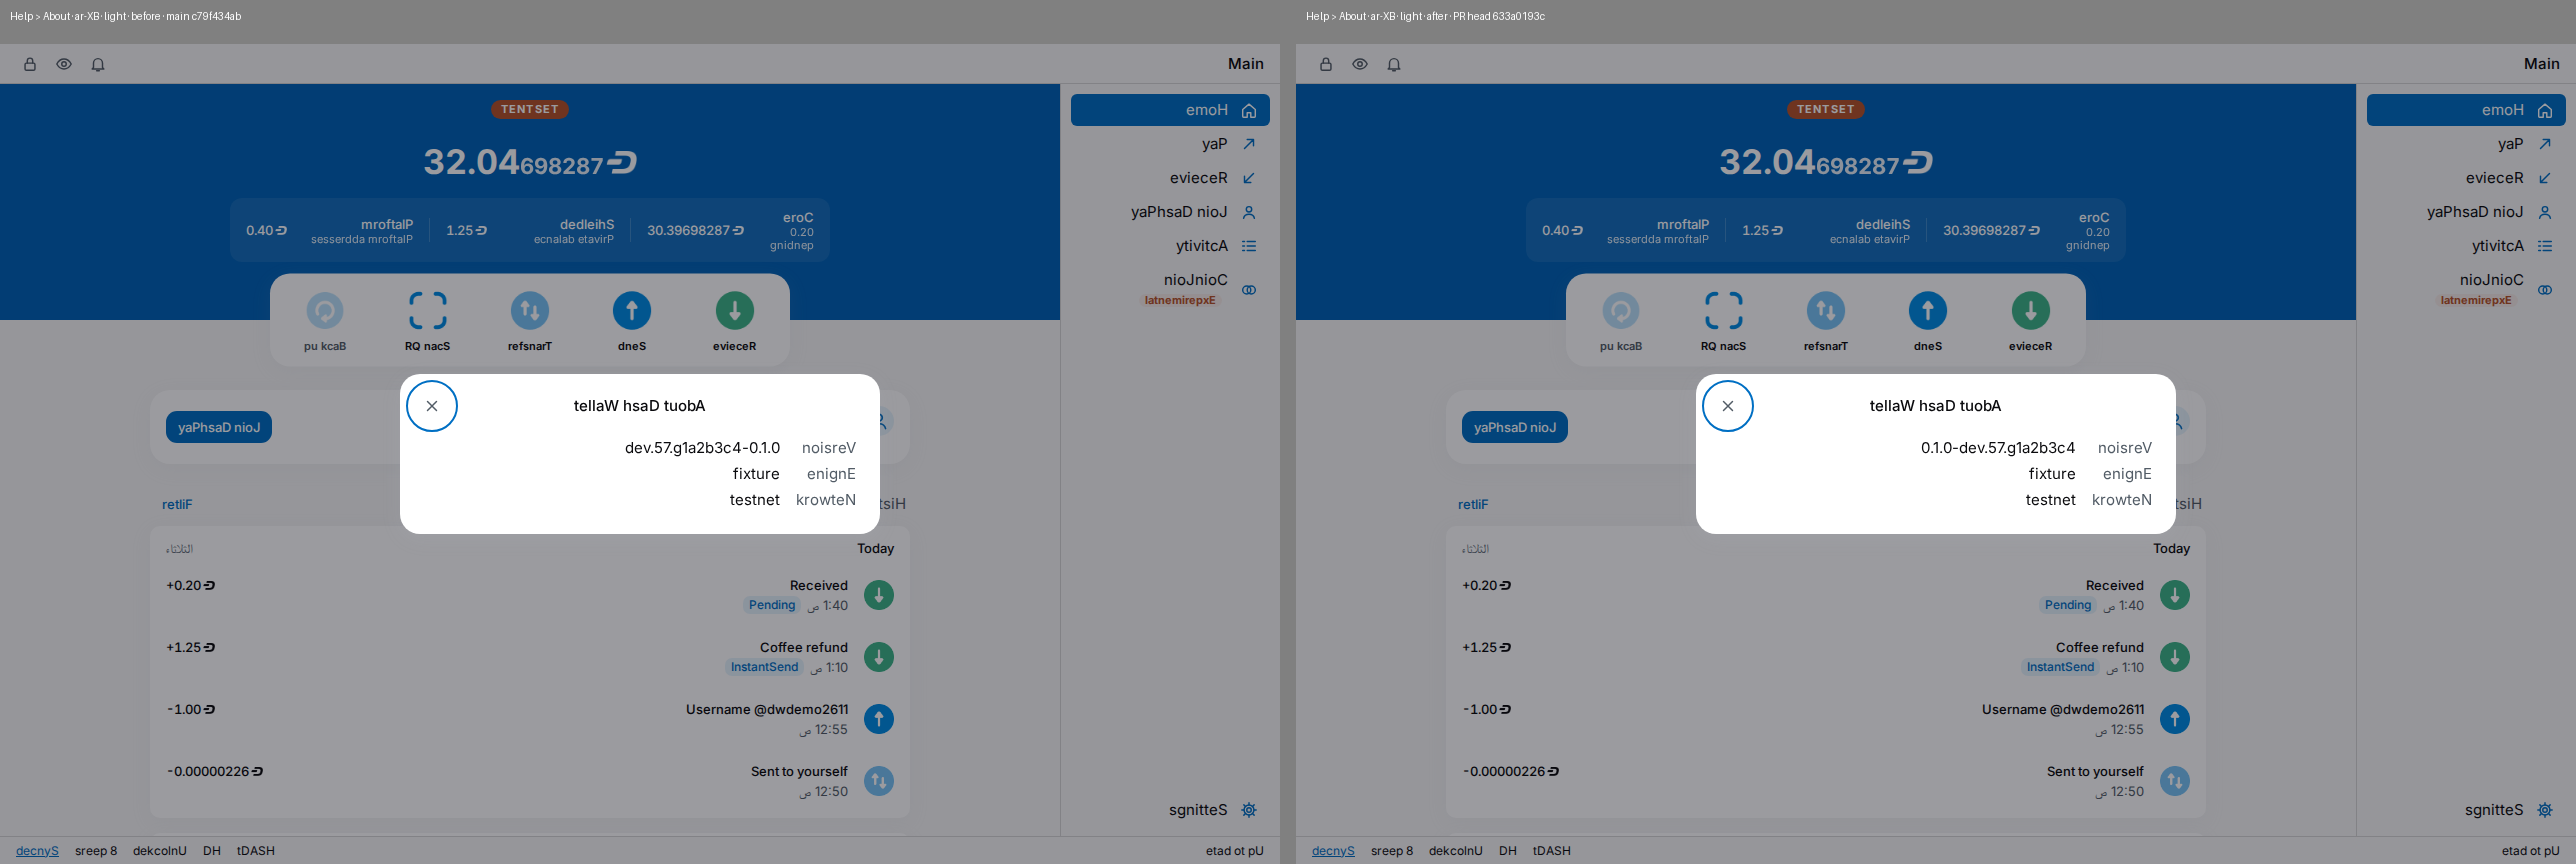 Help > About · ar-XB · light · before · main c79f434ab
Main
TENTSET
emoH
yaP
evieceR
yaPhsaD nioJ
ytivitcA
nioJnioC
latnemirepxE
32.04698287
eroC
0.20
gnidnep
30.39698287
dedleihS
ecnalab etavirP
1.25
mroftalP
sesserdda mroftalP
0.40
evieceR
dneS
refsnarT
RQ nacS
pu kcaB
yaPhsaD nioJ
tellaW hsaD tuobA
noisreV
dev.57.g1a2b3c4-0.1.0
enignE
fixture
krowteN
testnet
tsiH
retliF
Today
الثلاثاء
Received
+0.20
1:40 ص
Pending
Coffee refund
+1.25
1:10 ص
InstantSend
Username @dwdemo2611
-1.00
12:55 ص
Sent to yourself
-0.00000226
12:50 ص
sgnitteS
decnyS sreep 8 dekcolnU DH tDASH
etad ot pU
Help > About · ar-XB · light · after · PR head 633a0193c
Main
TENTSET
emoH
yaP
evieceR
yaPhsaD nioJ
ytivitcA
nioJnioC
latnemirepxE
32.04698287
eroC
0.20
gnidnep
30.39698287
dedleihS
ecnalab etavirP
1.25
mroftalP
sesserdda mroftalP
0.40
evieceR
dneS
refsnarT
RQ nacS
pu kcaB
yaPhsaD nioJ
tellaW hsaD tuobA
noisreV
0.1.0-dev.57.g1a2b3c4
enignE
fixture
krowteN
testnet
tsiH
retliF
Today
الثلاثاء
Received
+0.20
1:40 ص
Pending
Coffee refund
+1.25
1:10 ص
InstantSend
Username @dwdemo2611
-1.00
12:55 ص
Sent to yourself
-0.00000226
12:50 ص
sgnitteS
decnyS sreep 8 dekcolnU DH tDASH
etad ot pU